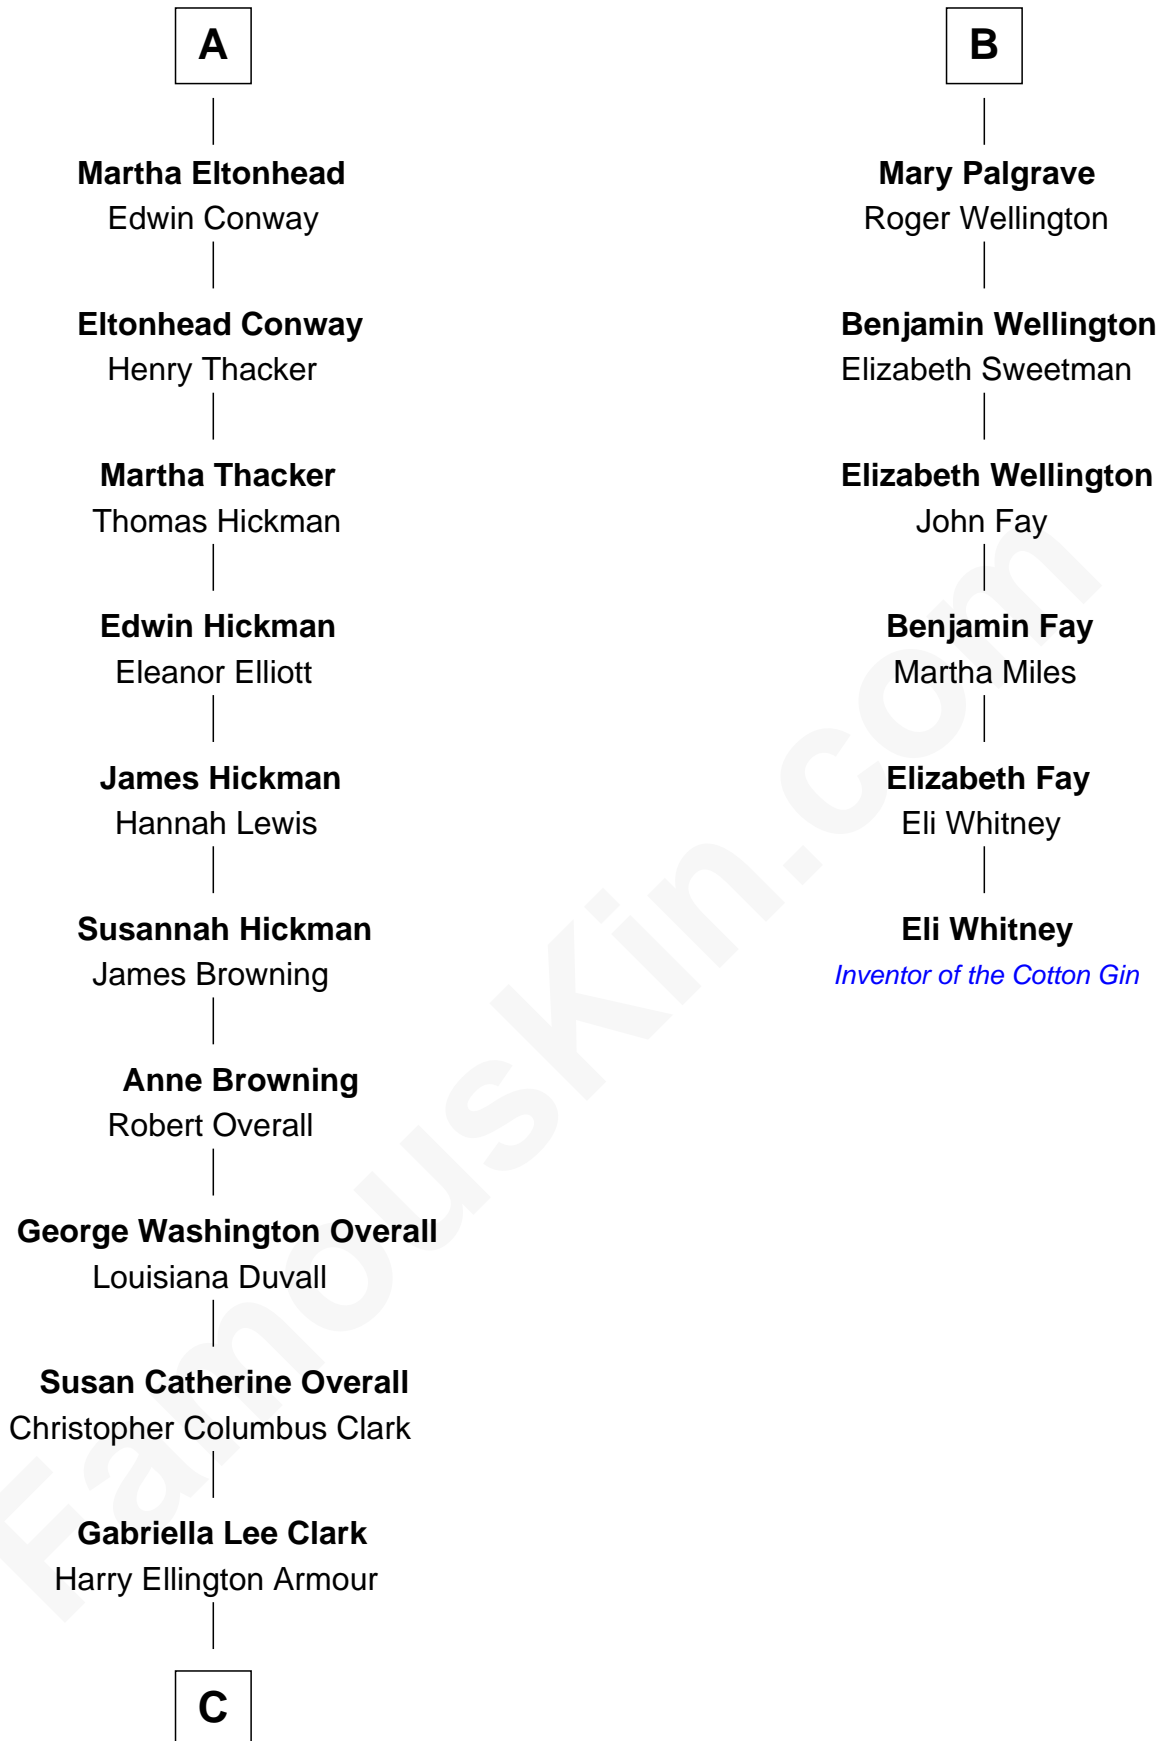 A
Martha Eltonhead
Edwin Conway
Eltonhead Conway
Henry Thacker
Martha Thacker
Thomas Hickman
Edwin Hickman
Eleanor Elliott
James Hickman
Hannah Lewis
Susannah Hickman
James Browning
Anne Browning
Robert Overall
George Washington Overall
Louisiana Duvall
Susan Catherine Overall
Christopher Columbus Clark
Gabriella Lee Clark
Harry Ellington Armour
C
B
Mary Palgrave
Roger Wellington
Benjamin Wellington
Elizabeth Sweetman
Elizabeth Wellington
John Fay
Benjamin Fay
Martha Miles
Elizabeth Fay
Eli Whitney
Eli Whitney
Inventor of the Cotton Gin
FamousKin.com